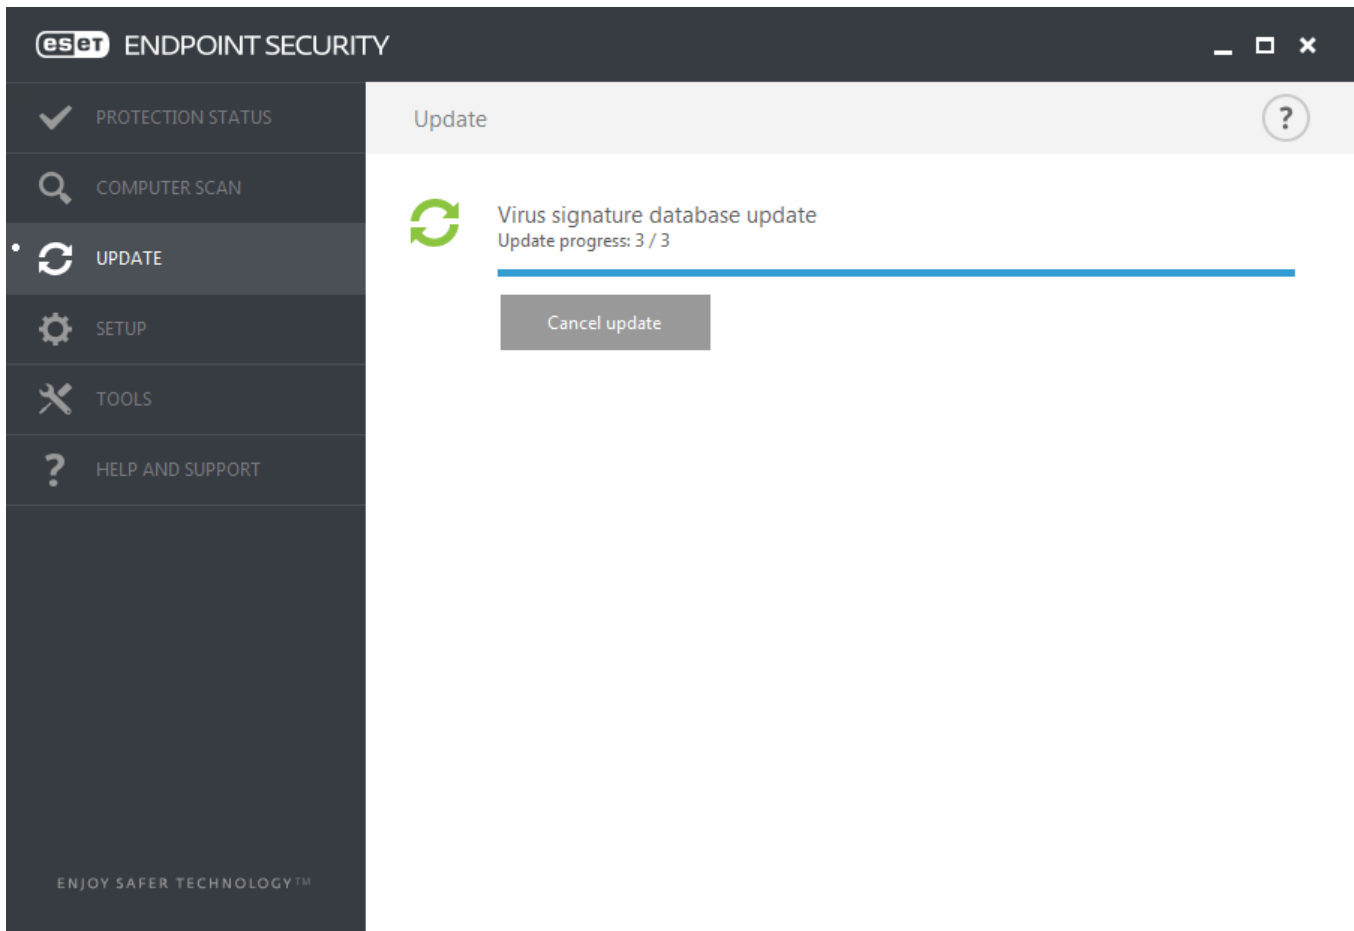 eset ENDPOINT SECURITY
PROTECTION STATUS
COMPUTER SCAN
UPDATE
SETUP
TOOLS
HELP AND SUPPORT
ENJOY SAFER TECHNOLOGY™
Update
?
Virus signature database update
Update progress: 3 / 3
Cancel update